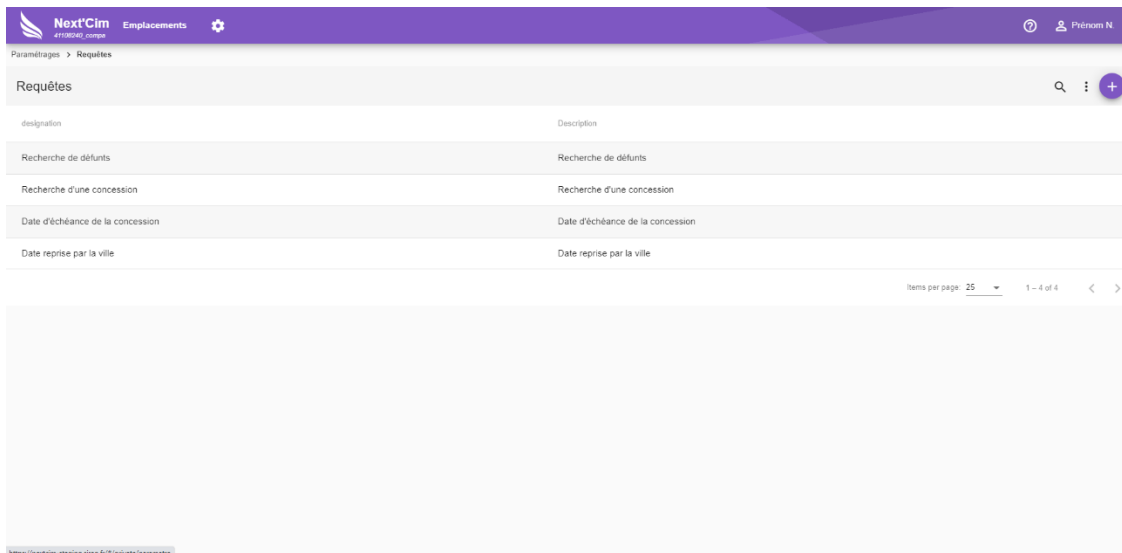 Next'Cim Emplacements Prénom N.
Paramétrages > Requêtes
Requêtes
designation Description
Recherche de défunts Recherche de défunts
Recherche d'une concession Recherche d'une concession
Date d'échéance de la concession Date d'échéance de la concession
Date reprise par la ville Date reprise par la ville
Items per page: 25 1 – 4 of 4